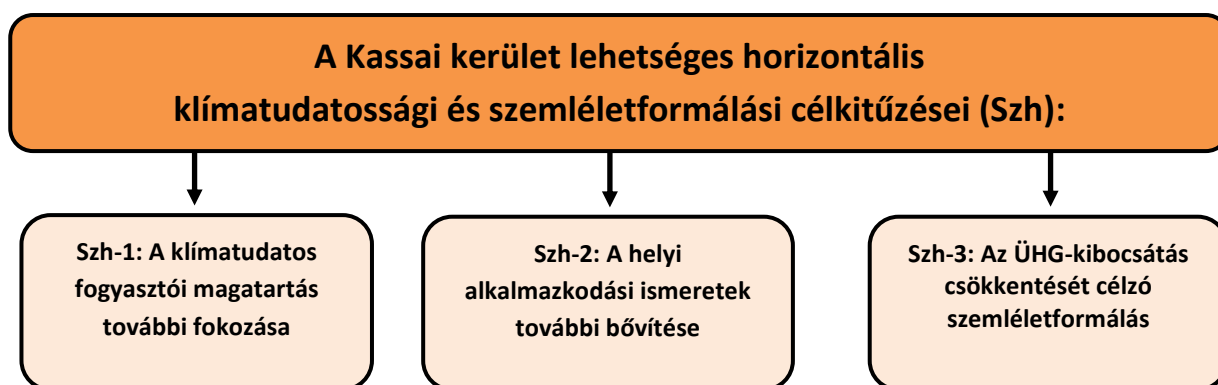 A Kassai kerület lehetséges horizontális
klímatudatossági és szemléletformálási célkitűzései (Szh):
Szh-1: A klímatudatos
fogyasztói magatartás
további fokozása
Szh-2: A helyi
alkalmazkodási ismeretek
további bővítése
Szh-3: Az ÜHG-kibocsátás
csökkentését célzó
szemléletformálás